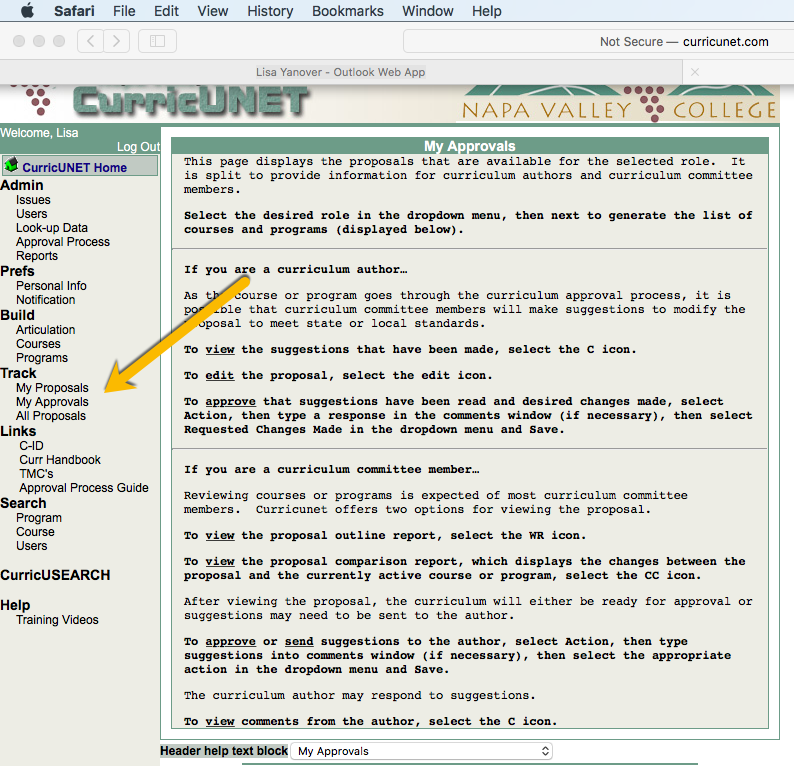 Safari File Edit View History Bookmarks Window Help
Not Secure — curricunet.com
Lisa Yanover - Outlook Web App
CurricUNET
NAPA VALLEY COLLEGE
Welcome, Lisa
Log Out
CurricUNET Home
Admin
Issues
Users
Look-up Data
Approval Process
Reports
Prefs
Personal Info
Notification
Build
Articulation
Courses
Programs
Track
My Proposals
My Approvals
All Proposals
Links
C-ID
Curr Handbook
TMC's
Approval Process Guide
Search
Program
Course
Users
CurricUSEARCH
Help
Training Videos
My Approvals
This page displays the proposals that are available for the selected role. It
is split to provide information for curriculum authors and curriculum committee
members.
Select the desired role in the dropdown menu, then next to generate the list of
courses and programs (displayed below).
If you are a curriculum author…
As the course or program goes through the curriculum approval process, it is
possible that curriculum committee members will make suggestions to modify the
proposal to meet state or local standards.
To view the suggestions that have been made, select the C icon.
To edit the proposal, select the edit icon.
To approve that suggestions have been read and desired changes made, select
Action, then type a response in the comments window (if necessary), then select
Requested Changes Made in the dropdown menu and Save.
If you are a curriculum committee member…
Reviewing courses or programs is expected of most curriculum committee
members. Curricunet offers two options for viewing the proposal.
To view the proposal outline report, select the WR icon.
To view the proposal comparison report, which displays the changes between the
proposal and the currently active course or program, select the CC icon.
After viewing the proposal, the curriculum will either be ready for approval or
suggestions may need to be sent to the author.
To approve or send suggestions to the author, select Action, then type
suggestions into comments window (if necessary), then select the appropriate
action in the dropdown menu and Save.
The curriculum author may respond to suggestions.
To view comments from the author, select the C icon.
Header help text block My Approvals